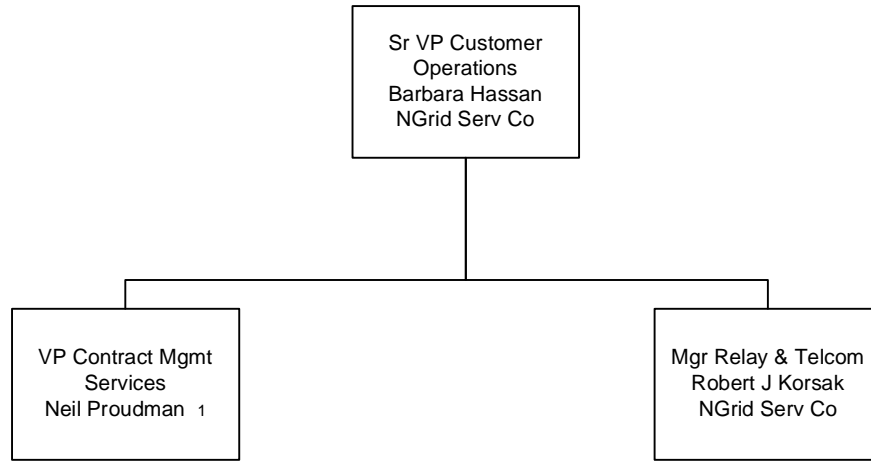 Sr VP Customer
Operations
Barbara Hassan
NGrid Serv Co
VP Contract Mgmt
Services
Neil Proudman 1
Mgr Relay & Telcom
Robert J Korsak
NGrid Serv Co